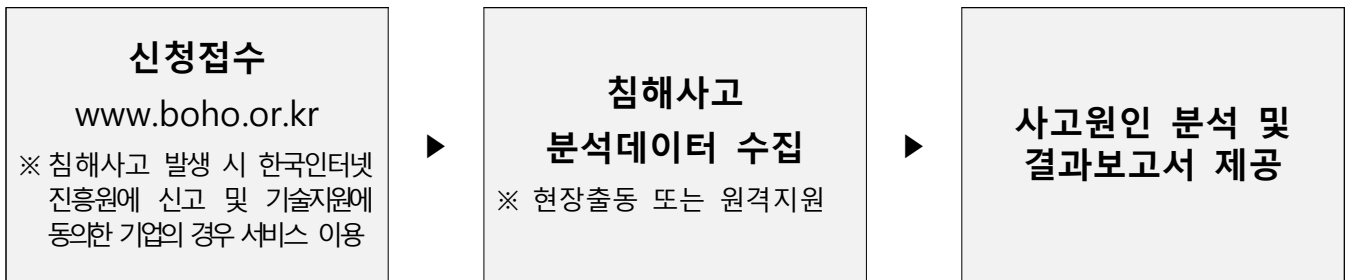 신청접수
www.boho.or.kr
※ 침해사고 발생 시 한국인터넷
진흥원에 신고 및 기술지원에
동의한 기업의 경우 서비스 이용
▶
침해사고
분석데이터 수집
※ 현장출동 또는 원격지원
▶
사고원인 분석 및
결과보고서 제공